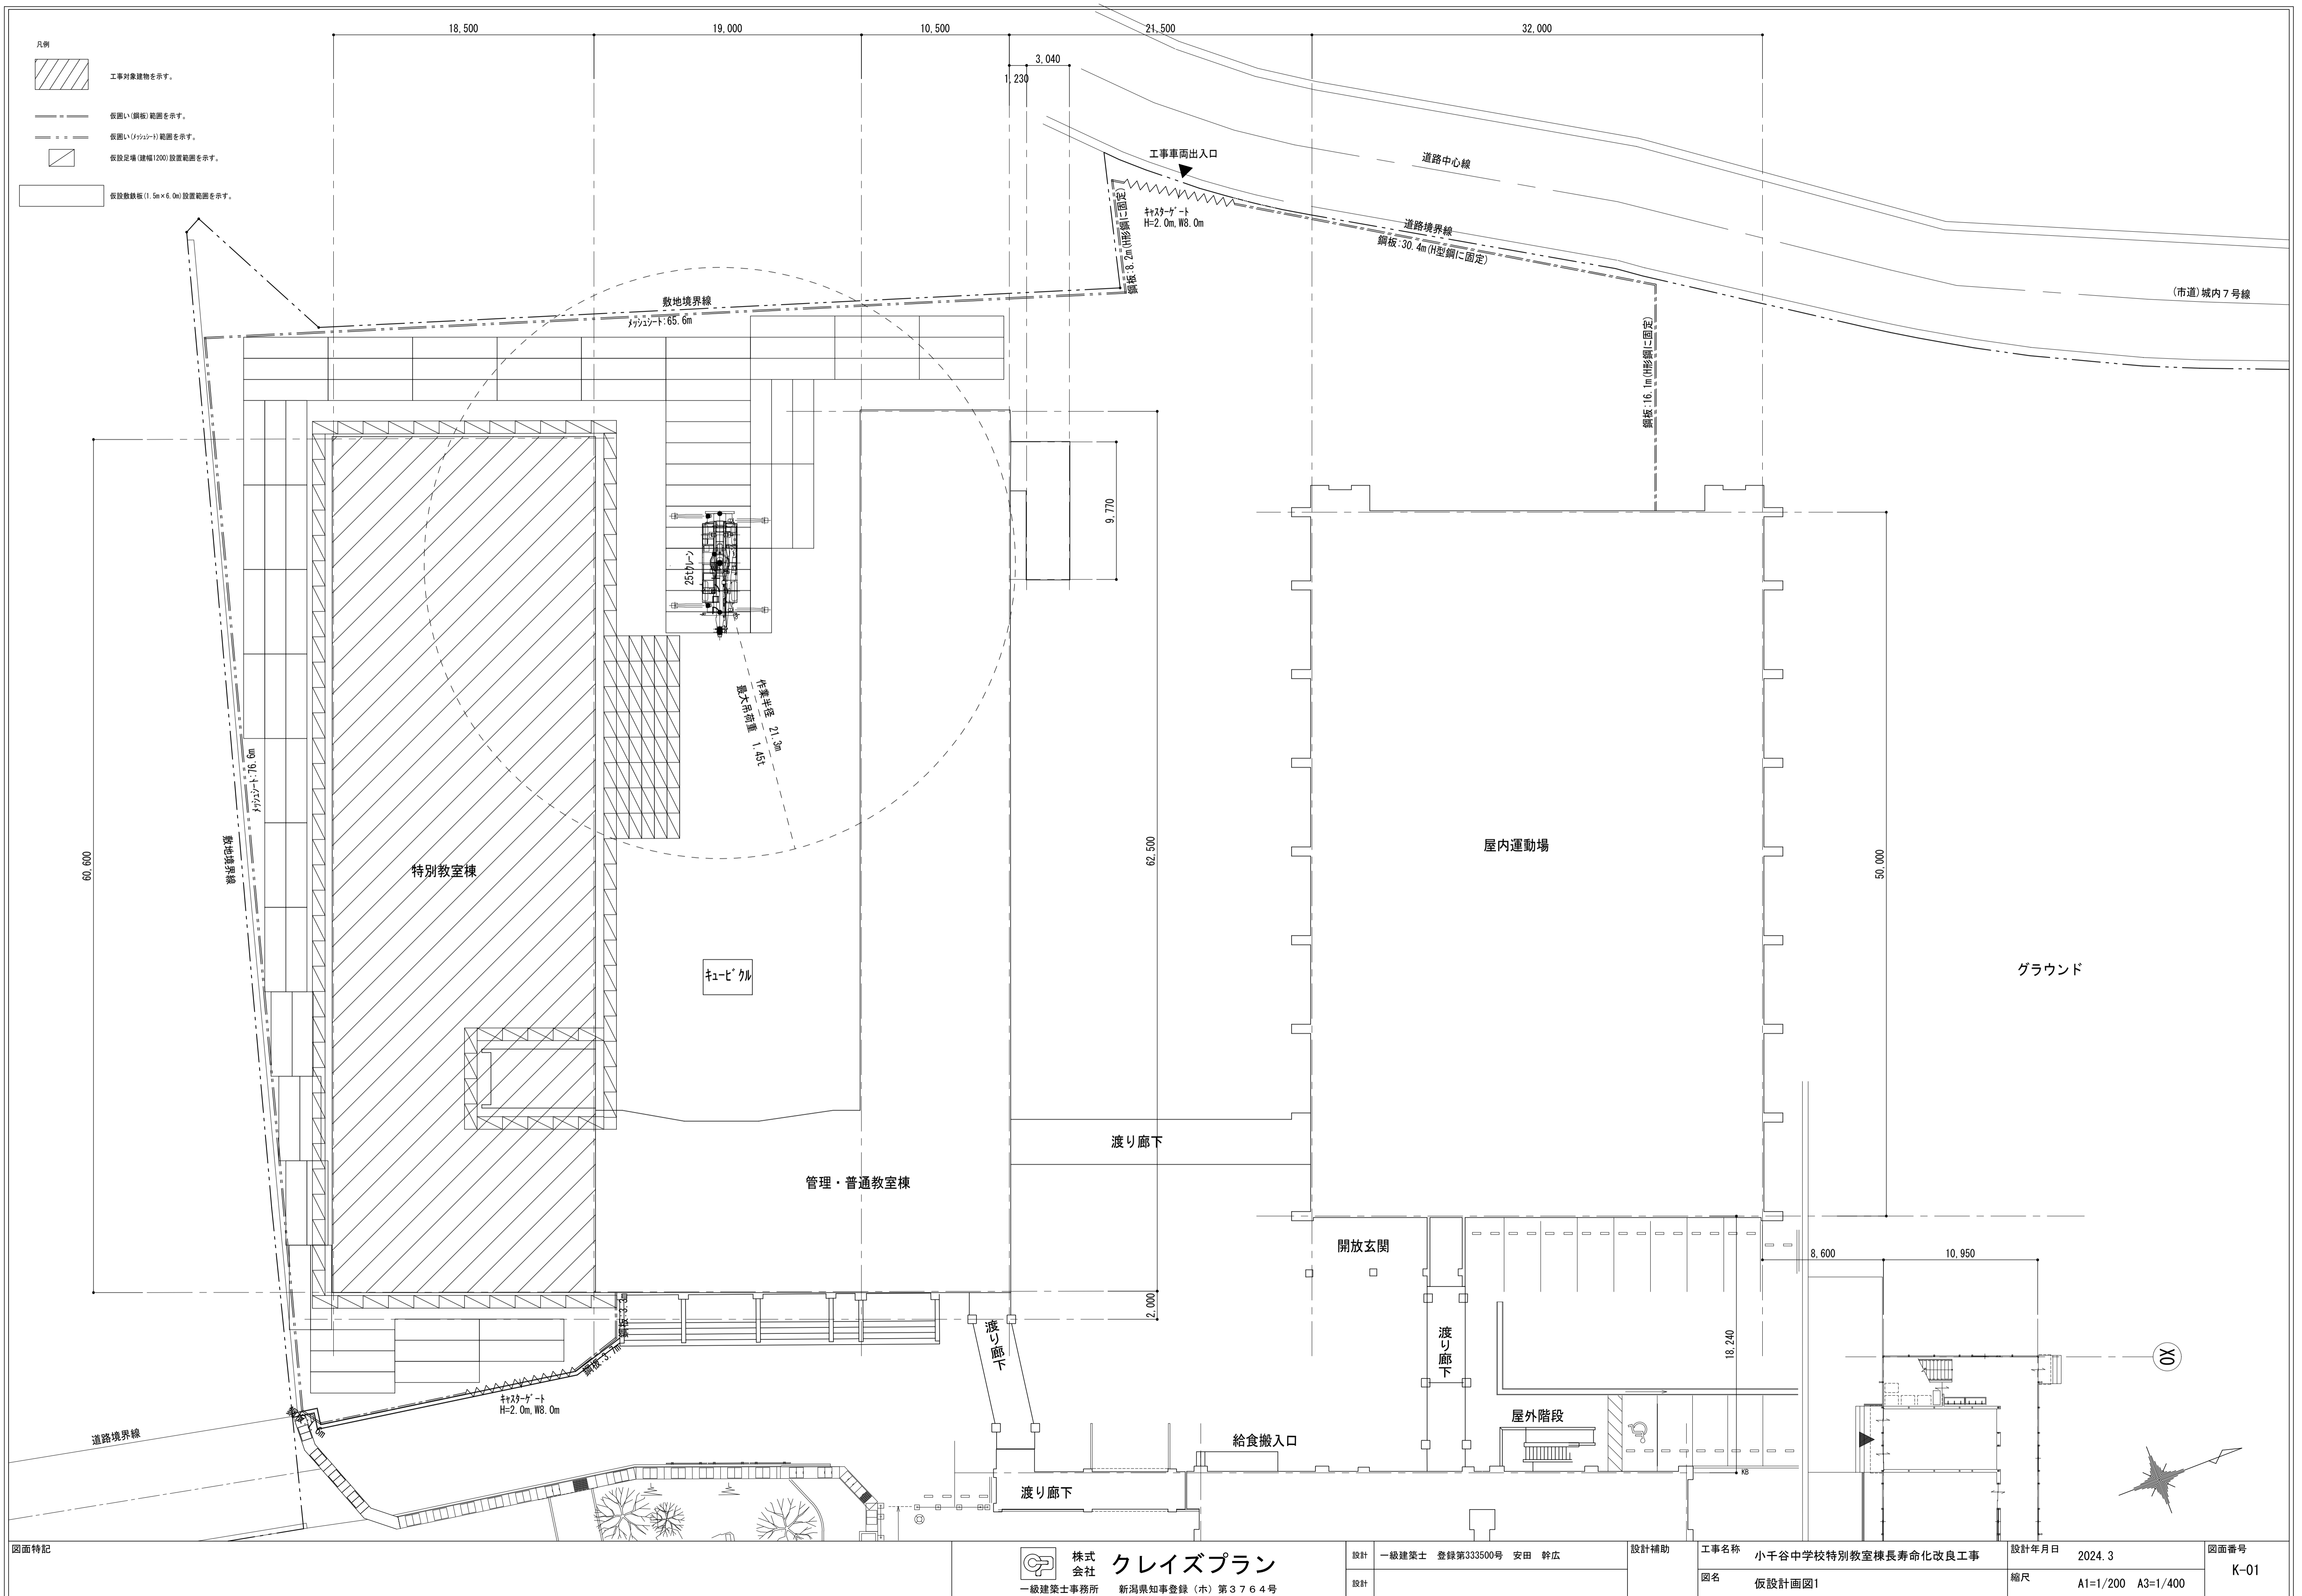 18,500
19,000
10,500
21,500
32,000
3,040
1,230
凡例
工事対象建物を示す。
仮囲い(鋼板)範囲を示す。
仮囲い(ﾒｯｼｭｼｰﾄ)範囲を示す。
仮設足場(建幅1200)設置範囲を示す。
仮設敷鉄板(1.5m×6.0m)設置範囲を示す。
工事車両出入口
道路中心線
ｷｬｽﾀｰｹﾞｰﾄ
H=2.0m,W8.0m
道路境界線
鋼板:30.4m(H型鋼に固定)
鋼板:8.2m(H形鋼に固定)
(市道)城内７号線
敷地境界線
ﾒｯｼｭｼｰﾄ:65.6m
鋼板:16.1m(H形鋼に固定)
9,770
25tｸﾚｰﾝ
作業半径　21.3m
最大吊荷重　1.45t
ﾒｯｼｭｼｰﾄ:76.6m
敷地境界線
60,600
62,500
50,000
特別教室棟
屋内運動場
グラウンド
ｷｭｰﾋﾞｸﾙ
渡り廊下
管理・普通教室棟
開放玄関
8,600
10,950
2,000
18,240
鋼板:3.3m
鋼板:3.7m
渡り廊下
渡り廊下
X0
ｷｬｽﾀｰｹﾞｰﾄ
H=2.0m,W8.0m
道路境界線
屋外階段
給食搬入口
KB
渡り廊下
図面特記
株式会社 クレイズプラン
一級建築士事務所　新潟県知事登録（ホ）第３７６４号
設計 一級建築士　登録第333500号　安田　幹広
設計
設計補助
工事名称 小千谷中学校特別教室棟長寿命化改良工事
図名 仮設計画図1
設計年月日 2024.3
縮尺 A1=1/200　A3=1/400
図面番号
K-01